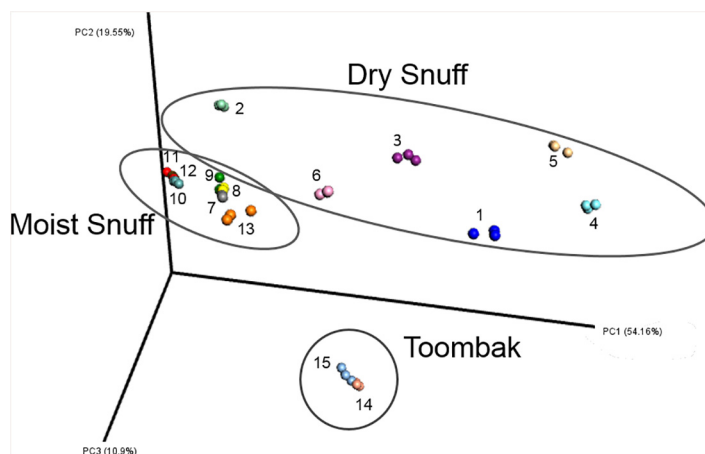 PC2 (19.55%)
Dry Snuff
2
3
5
11
12
9
6
8
10
7
4
Moist Snuff
13
1
PC1 (54.16%)
Toombak
15
14
PC3 (10.9%)